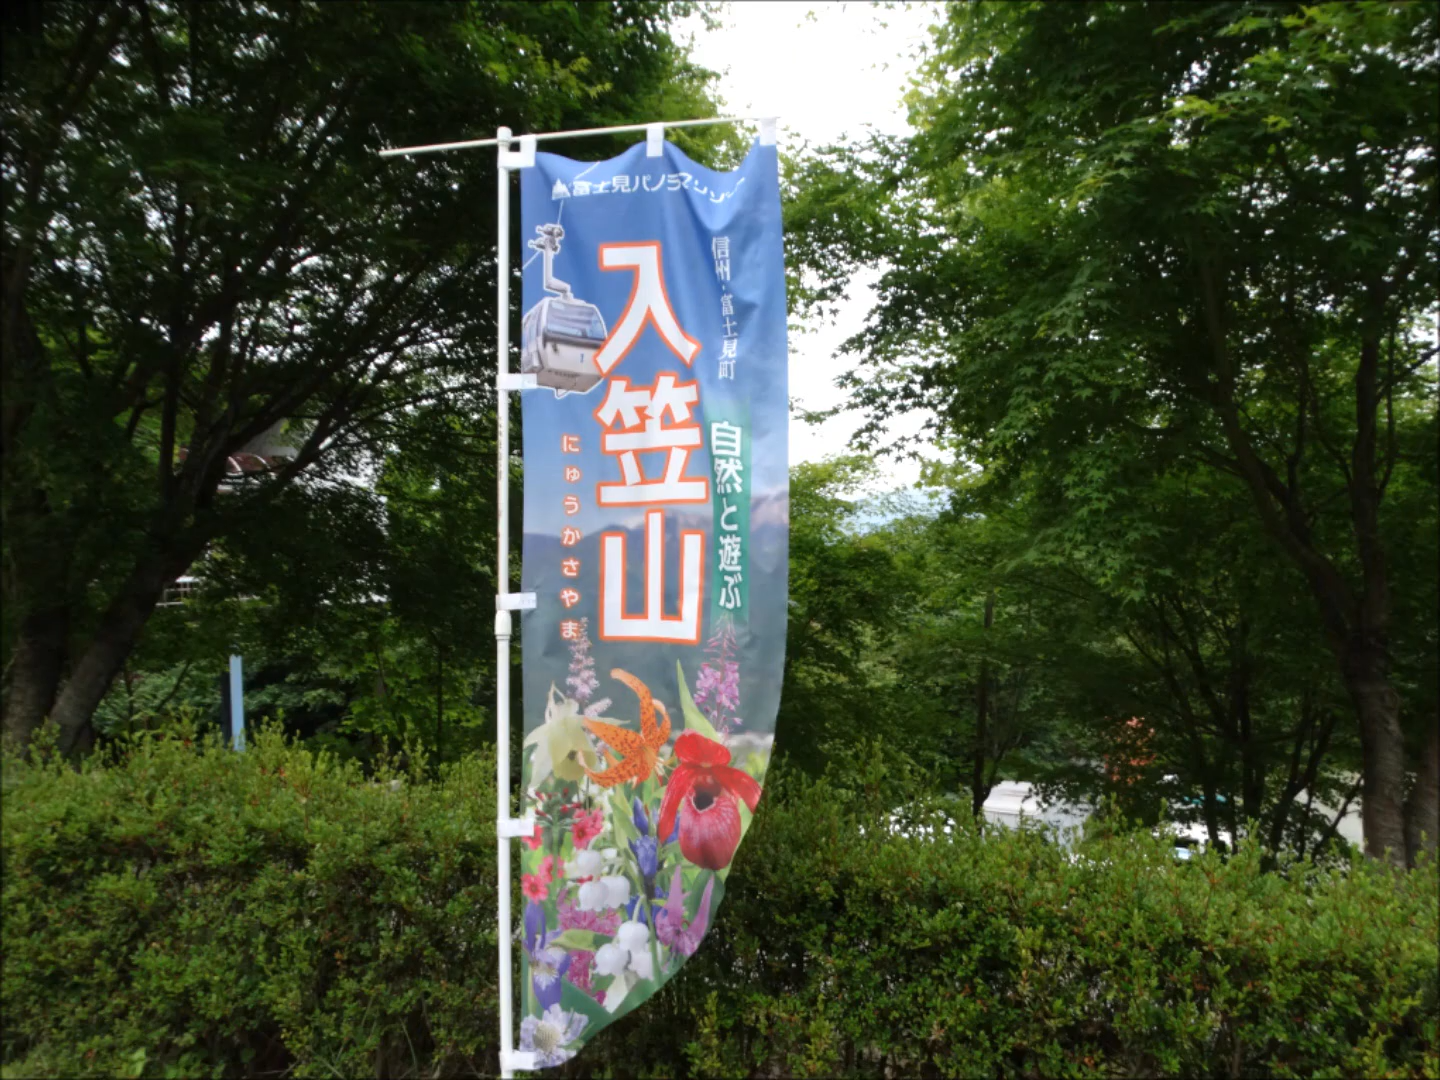 富士見パノラマリゾート
信州・富士見町
自然と遊ぶ
入笠山
にゅうかさやま